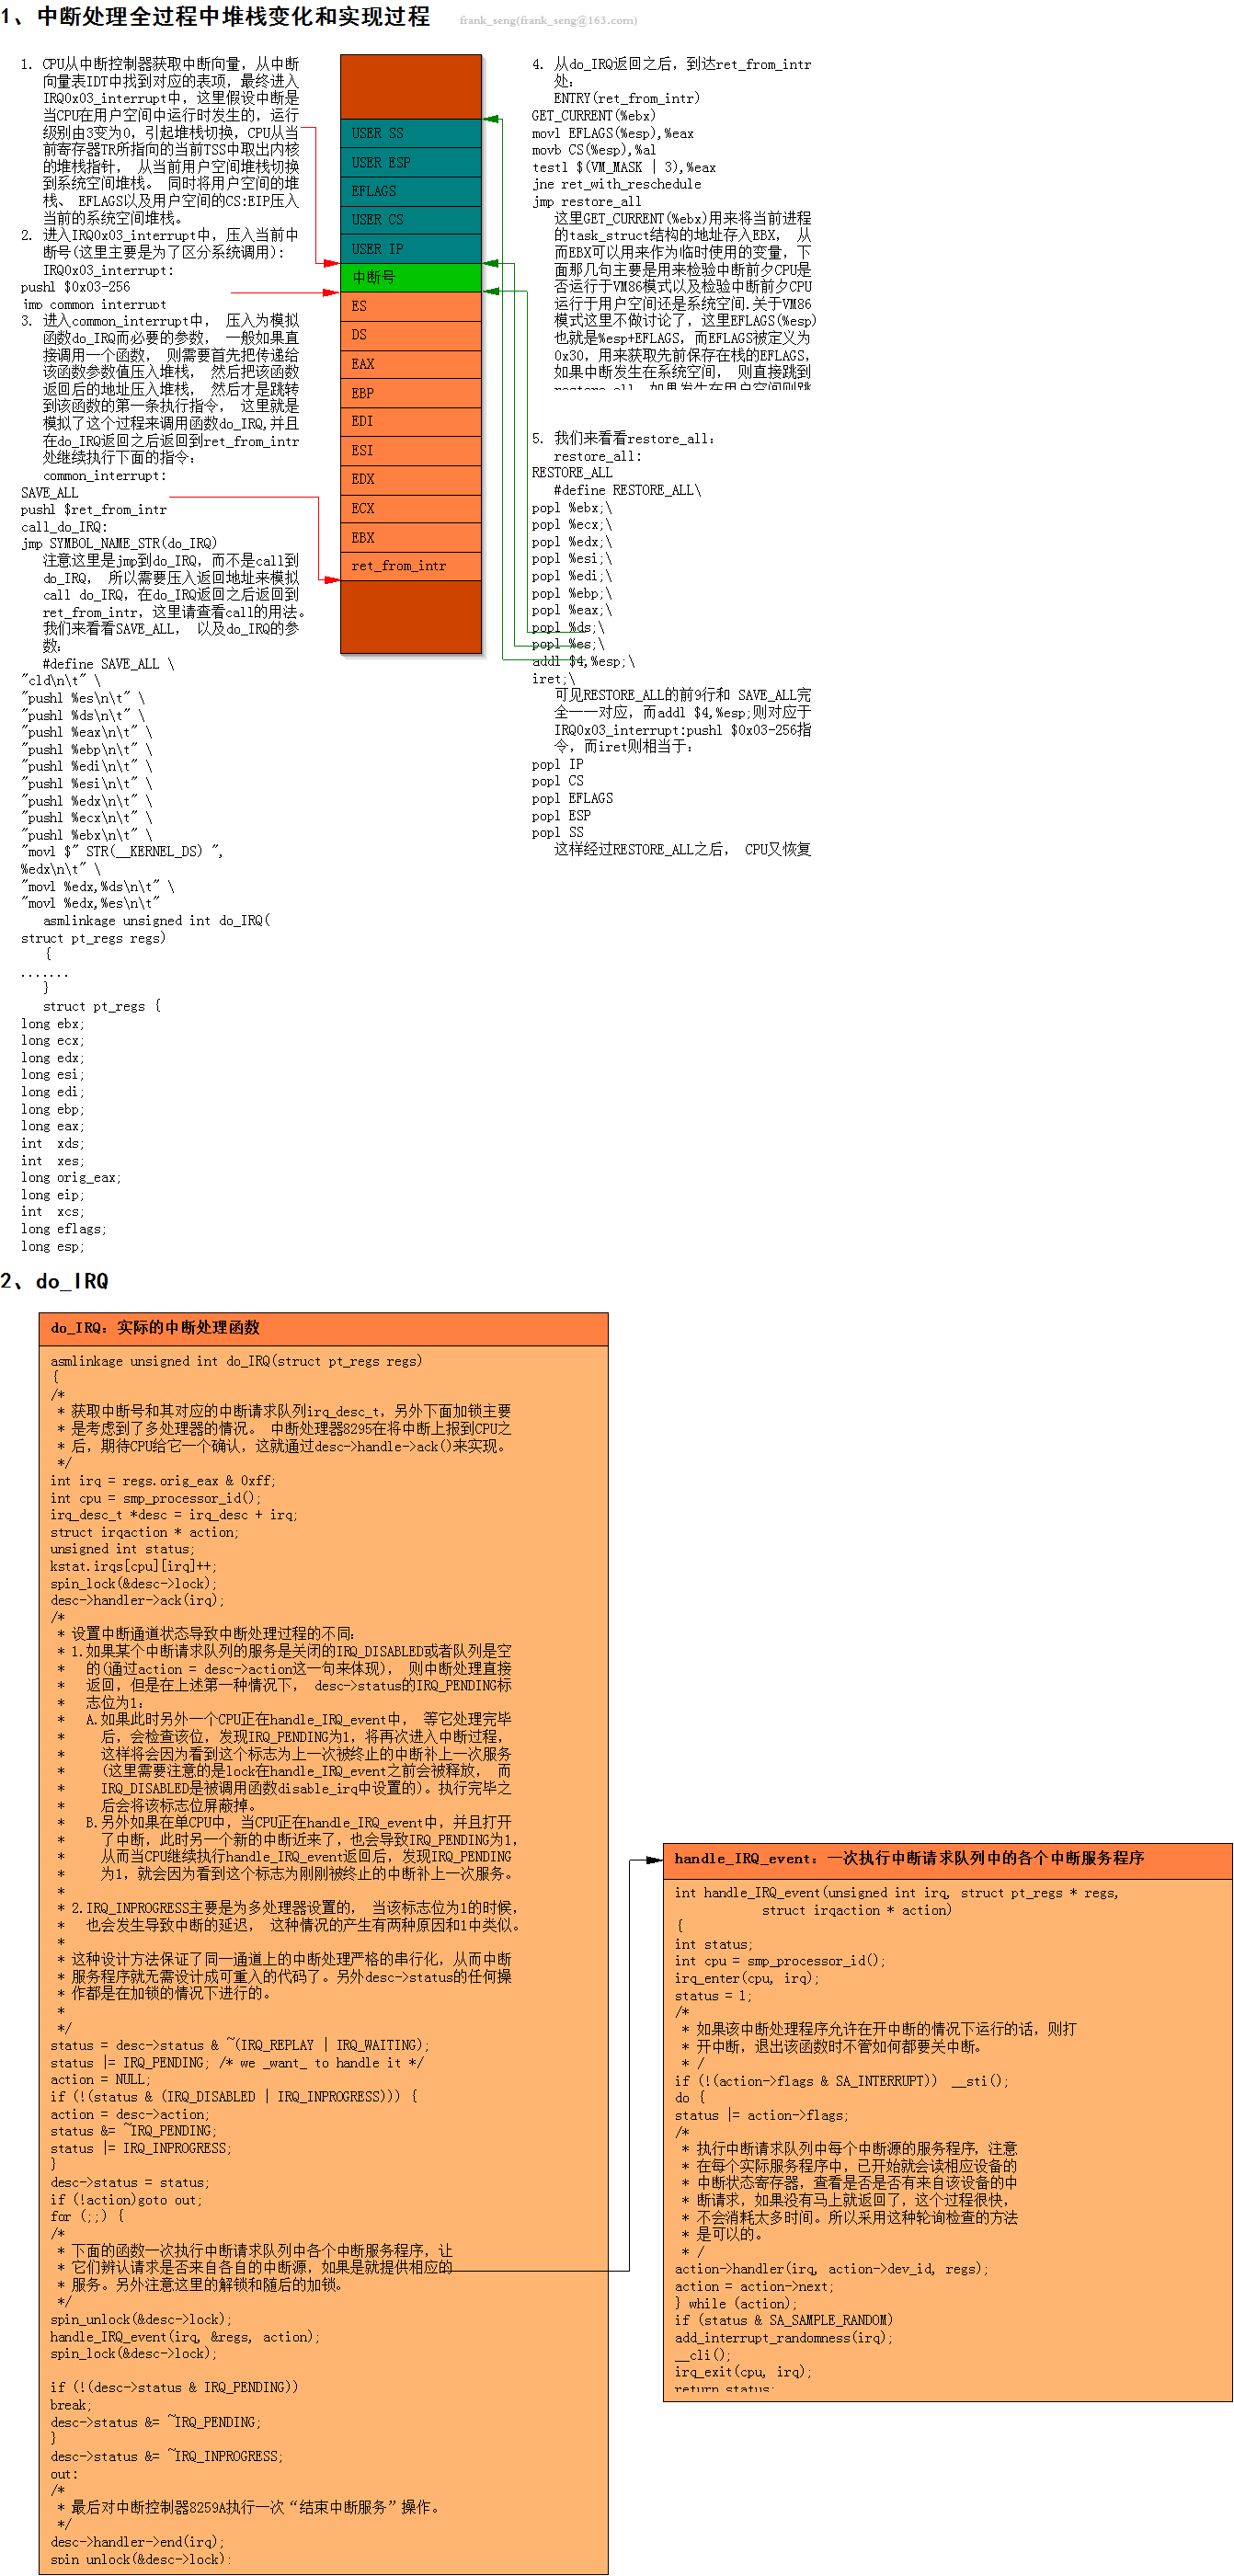 1、中断处理全过程中堆栈变化和实现过程
frank_seng(frank_seng@163.com)
1. CPU从中断控制器获取中断向量，从中断
向量表IDT中找到对应的表项，最终进入
IRQ0x03_interrupt中，这里假设中断是
当CPU在用户空间中运行时发生的，运行
级别由3变为0，引起堆栈切换，CPU从当
前寄存器TR所指向的当前TSS中取出内核
的堆栈指针， 从当前用户空间堆栈切换
到系统空间堆栈。 同时将用户空间的堆
栈、 EFLAGS以及用户空间的CS:EIP压入
当前的系统空间堆栈。
2. 进入IRQ0x03_interrupt中，压入当前中
断号(这里主要是为了区分系统调用)：
IRQ0x03_interrupt:
pushl $0x03-256
jmp common_interrupt
3. 进入common_interrupt中， 压入为模拟
函数do_IRQ而必要的参数， 一般如果直
接调用一个函数， 则需要首先把传递给
该函数参数值压入堆栈， 然后把该函数
返回后的地址压入堆栈， 然后才是跳转
到该函数的第一条执行指令， 这里就是
模拟了这个过程来调用函数do_IRQ,并且
在do_IRQ返回之后返回到ret_from_intr
处继续执行下面的指令：
common_interrupt:
SAVE_ALL
pushl $ret_from_intr
call_do_IRQ:
jmp SYMBOL_NAME_STR(do_IRQ)
注意这里是jmp到do_IRQ，而不是call到
do_IRQ， 所以需要压入返回地址来模拟
call do_IRQ，在do_IRQ返回之后返回到
ret_from_intr，这里请查看call的用法。
我们来看看SAVE_ALL， 以及do_IRQ的参
数：
#define SAVE_ALL \
"cld\n\t" \
"pushl %es\n\t" \
"pushl %ds\n\t" \
"pushl %eax\n\t" \
"pushl %ebp\n\t" \
"pushl %edi\n\t" \
"pushl %esi\n\t" \
"pushl %edx\n\t" \
"pushl %ecx\n\t" \
"pushl %ebx\n\t" \
"movl $" STR(__KERNEL_DS) ",
%edx\n\t" \
"movl %edx,%ds\n\t" \
"movl %edx,%es\n\t"
asmlinkage unsigned int do_IRQ(
struct pt_regs regs)
{
.......
}
struct pt_regs {
long ebx;
long ecx;
long edx;
long esi;
long edi;
long ebp;
long eax;
int  xds;
int  xes;
long orig_eax;
long eip;
int  xcs;
long eflags;
long esp;
USER SS
USER ESP
EFLAGS
USER CS
USER IP
中断号
ES
DS
EAX
EBP
EDI
ESI
EDX
ECX
EBX
ret_from_intr
4. 从do_IRQ返回之后，到达ret_from_intr
处：
ENTRY(ret_from_intr)
GET_CURRENT(%ebx)
movl EFLAGS(%esp),%eax
movb CS(%esp),%al
testl $(VM_MASK | 3),%eax
jne ret_with_reschedule
jmp restore_all
这里GET_CURRENT(%ebx)用来将当前进程
的task_struct结构的地址存入EBX， 从
而EBX可以用来作为临时使用的变量，下
面那几句主要是用来检验中断前夕CPU是
否运行于VM86模式以及检验中断前夕CPU
运行于用户空间还是系统空间.关于VM86
模式这里不做讨论了，这里EFLAGS(%esp)
也就是%esp+EFLAGS，而EFLAGS被定义为
0x30，用来获取先前保存在栈的EFLAGS，
如果中断发生在系统空间， 则直接跳到
restore_all，如果发生在用户空间则跳
5. 我们来看看restore_all：
restore_all:
RESTORE_ALL
#define RESTORE_ALL\
popl %ebx;\
popl %ecx;\
popl %edx;\
popl %esi;\
popl %edi;\
popl %ebp;\
popl %eax;\
popl %ds;\
popl %es;\
addl $4,%esp;\
iret;\
可见RESTORE_ALL的前9行和 SAVE_ALL完
全一一对应，而addl $4,%esp;则对应于
IRQ0x03_interrupt:pushl $0x03-256指
令，而iret则相当于：
popl IP
popl CS
popl EFLAGS
popl ESP
popl SS
这样经过RESTORE_ALL之后， CPU又恢复
2、do_IRQ
do_IRQ：实际的中断处理函数
asmlinkage unsigned int do_IRQ(struct pt_regs regs)
{
/*
* 获取中断号和其对应的中断请求队列irq_desc_t，另外下面加锁主要
* 是考虑到了多处理器的情况。 中断处理器8295在将中断上报到CPU之
* 后，期待CPU给它一个确认，这就通过desc->handle->ack()来实现。
*/
int irq = regs.orig_eax & 0xff;
int cpu = smp_processor_id();
irq_desc_t *desc = irq_desc + irq;
struct irqaction * action;
unsigned int status;
kstat.irqs[cpu][irq]++;
spin_lock(&desc->lock);
desc->handler->ack(irq);
/*
* 设置中断通道状态导致中断处理过程的不同：
* 1.如果某个中断请求队列的服务是关闭的IRQ_DISABLED或者队列是空
*   的(通过action = desc->action这一句来体现)， 则中断处理直接
*   返回，但是在上述第一种情况下， desc->status的IRQ_PENDING标
*   志位为1：
*   A.如果此时另外一个CPU正在handle_IRQ_event中， 等它处理完毕
*     后，会检查该位，发现IRQ_PENDING为1，将再次进入中断过程，
*     这样将会因为看到这个标志为上一次被终止的中断补上一次服务
*     (这里需要注意的是lock在handle_IRQ_event之前会被释放， 而
*     IRQ_DISABLED是被调用函数disable_irq中设置的)。执行完毕之
*     后会将该标志位屏蔽掉。
*   B.另外如果在单CPU中，当CPU正在handle_IRQ_event中，并且打开
*     了中断，此时另一个新的中断近来了，也会导致IRQ_PENDING为1，
*     从而当CPU继续执行handle_IRQ_event返回后，发现IRQ_PENDING
*     为1，就会因为看到这个标志为刚刚被终止的中断补上一次服务。
*
* 2.IRQ_INPROGRESS主要是为多处理器设置的， 当该标志位为1的时候，
*   也会发生导致中断的延迟， 这种情况的产生有两种原因和1中类似。
*
* 这种设计方法保证了同一通道上的中断处理严格的串行化，从而中断
* 服务程序就无需设计成可重入的代码了。另外desc->status的任何操
* 作都是在加锁的情况下进行的。
*
*/
status = desc->status & ~(IRQ_REPLAY | IRQ_WAITING);
status |= IRQ_PENDING; /* we _want_ to handle it */
action = NULL;
if (!(status & (IRQ_DISABLED | IRQ_INPROGRESS))) {
action = desc->action;
status &= ~IRQ_PENDING;
status |= IRQ_INPROGRESS;
}
desc->status = status;
if (!action)goto out;
for (;;) {
/*
* 下面的函数一次执行中断请求队列中各个中断服务程序，让
* 它们辨认请求是否来自各自的中断源，如果是就提供相应的
* 服务。另外注意这里的解锁和随后的加锁。
*/
spin_unlock(&desc->lock);
handle_IRQ_event(irq, &regs, action);
spin_lock(&desc->lock);
if (!(desc->status & IRQ_PENDING))
break;
desc->status &= ~IRQ_PENDING;
}
desc->status &= ~IRQ_INPROGRESS;
out:
/*
* 最后对中断控制器8259A执行一次“结束中断服务”操作。
*/
desc->handler->end(irq);
spin_unlock(&desc->lock);
handle_IRQ_event：一次执行中断请求队列中的各个中断服务程序
int handle_IRQ_event(unsigned int irq, struct pt_regs * regs,
struct irqaction * action)
{
int status;
int cpu = smp_processor_id();
irq_enter(cpu, irq);
status = 1;
/*
* 如果该中断处理程序允许在开中断的情况下运行的话，则打
* 开中断，退出该函数时不管如何都要关中断。
* /
if (!(action->flags & SA_INTERRUPT))  __sti();
do {
status |= action->flags;
/*
* 执行中断请求队列中每个中断源的服务程序，注意
* 在每个实际服务程序中，已开始就会读相应设备的
* 中断状态寄存器，查看是否是否有来自该设备的中
* 断请求，如果没有马上就返回了，这个过程很快，
* 不会消耗太多时间。所以采用这种轮询检查的方法
* 是可以的。
* /
action->handler(irq, action->dev_id, regs);
action = action->next;
} while (action);
if (status & SA_SAMPLE_RANDOM)
add_interrupt_randomness(irq);
__cli();
irq_exit(cpu, irq);
return status;